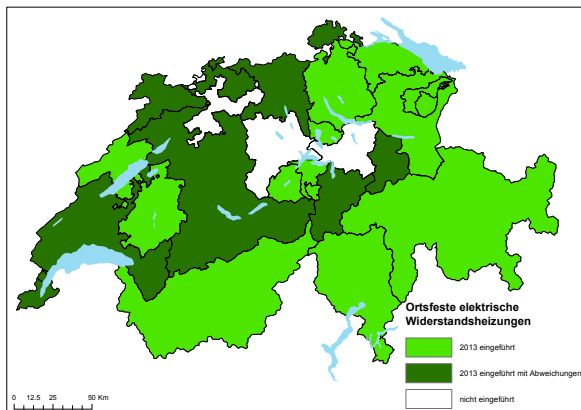 Ortsfeste elektrische
Widerstandsheizungen
2013 eingeführt
2013 eingeführt mit Abweichungen
nicht eingeführt
0 12.5 25 50 Km